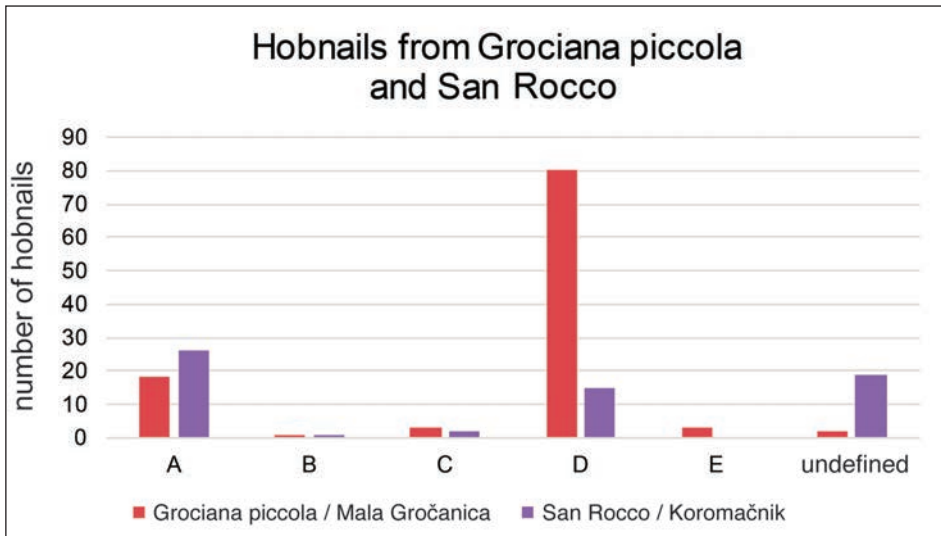 Hobnails from Grociana piccola
and San Rocco
number of hobnails
90
80
70
60
50
40
30
20
10
0
A B C D E undefined
Grociana piccola / Mala Gročanica San Rocco / Koromačnik